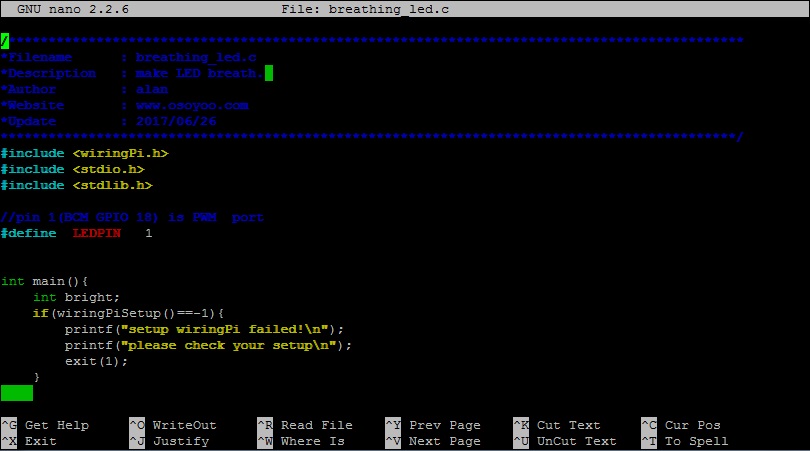 GNU nano 2.2.6 File: breathing_led.c
/*******************************************************************************************
*Filename      : breathing_led.c
*Description   : make LED breath.
*Author        : alan
*Website       : www.osoyoo.com
*Update        : 2017/06/26
*******************************************************************************************/
#include <wiringPi.h>
#include <stdio.h>
#include <stdlib.h>
//pin 1(BCM GPIO 18) is PWM  port
#define  LEDPIN   1
int main(){
    int bright;
    if(wiringPiSetup()==-1){
        printf("setup wiringPi failed!\n");
        printf("please check your setup\n");
        exit(1);
    }
^G Get Help ^O WriteOut ^R Read File ^Y Prev Page ^K Cut Text ^C Cur Pos
^X Exit ^J Justify ^W Where Is ^V Next Page ^U UnCut Text ^T To Spell